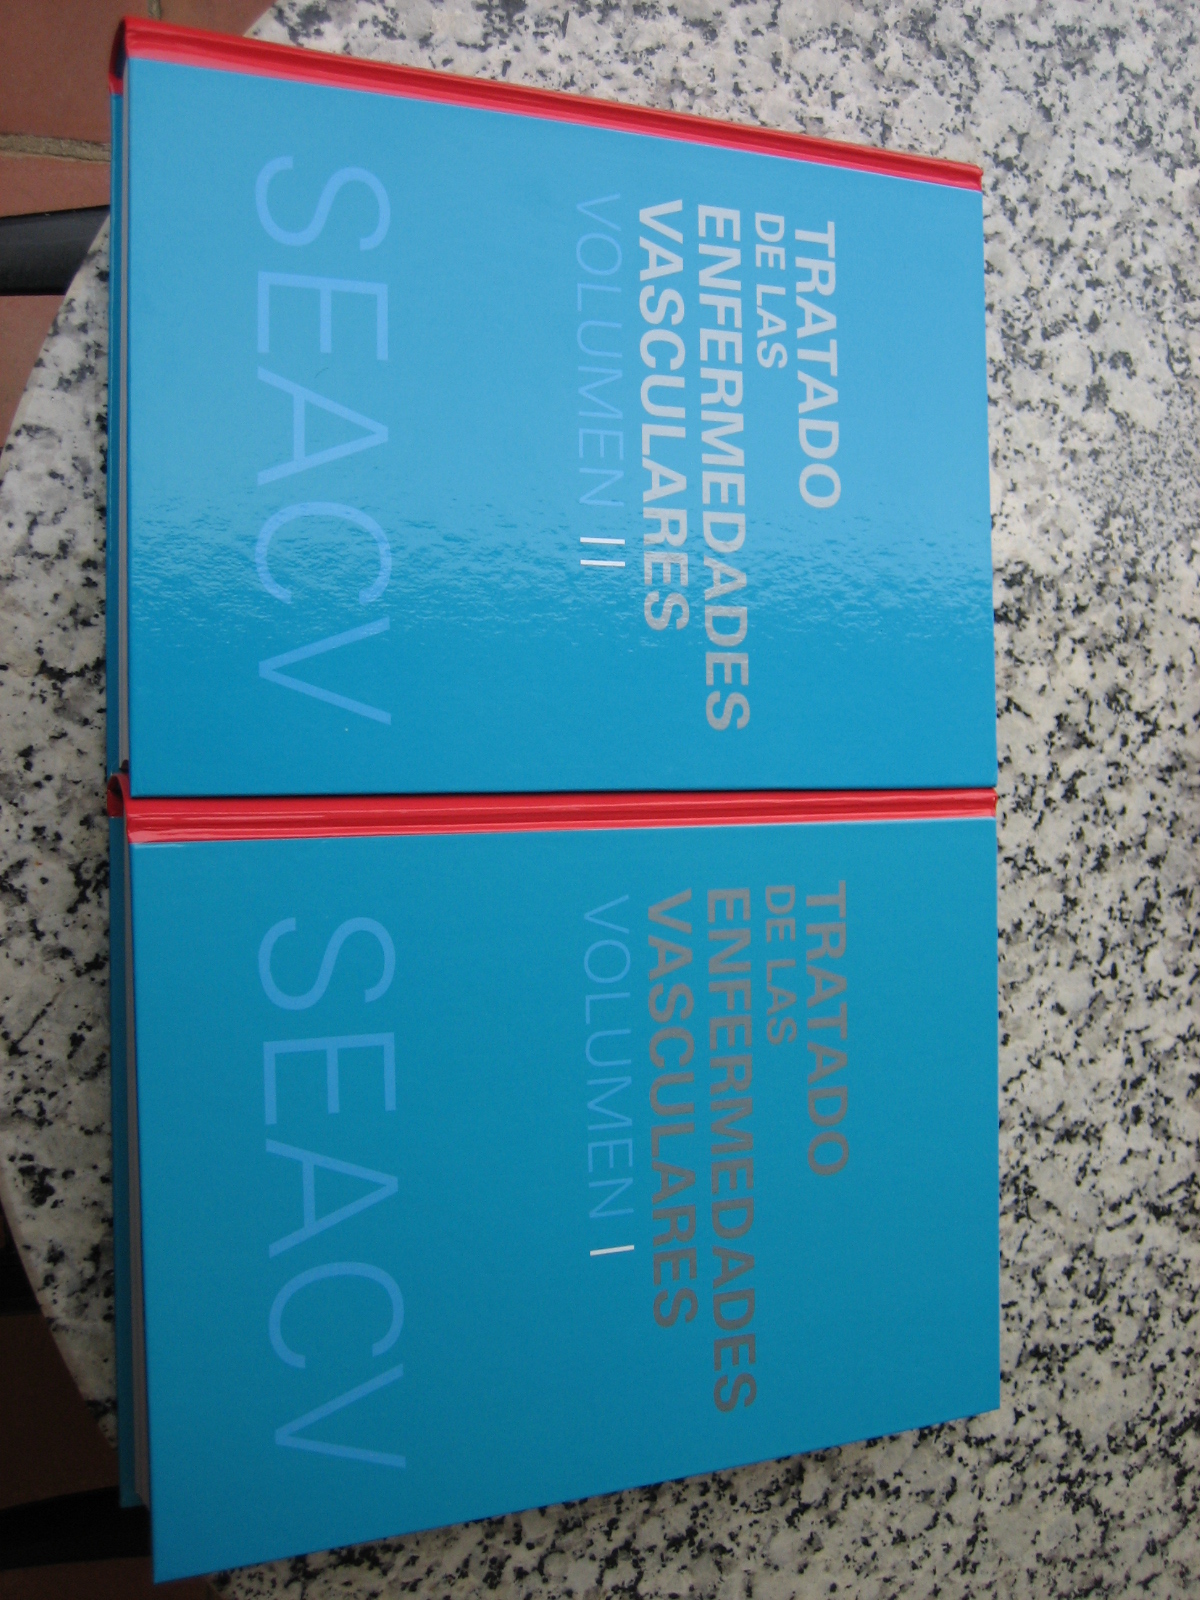 TRATADO
DE LAS
ENFERMEDADES
VASCULARES
VOLUMEN II
SEACV
TRATADO
DE LAS
ENFERMEDADES
VASCULARES
VOLUMEN I
SEACV